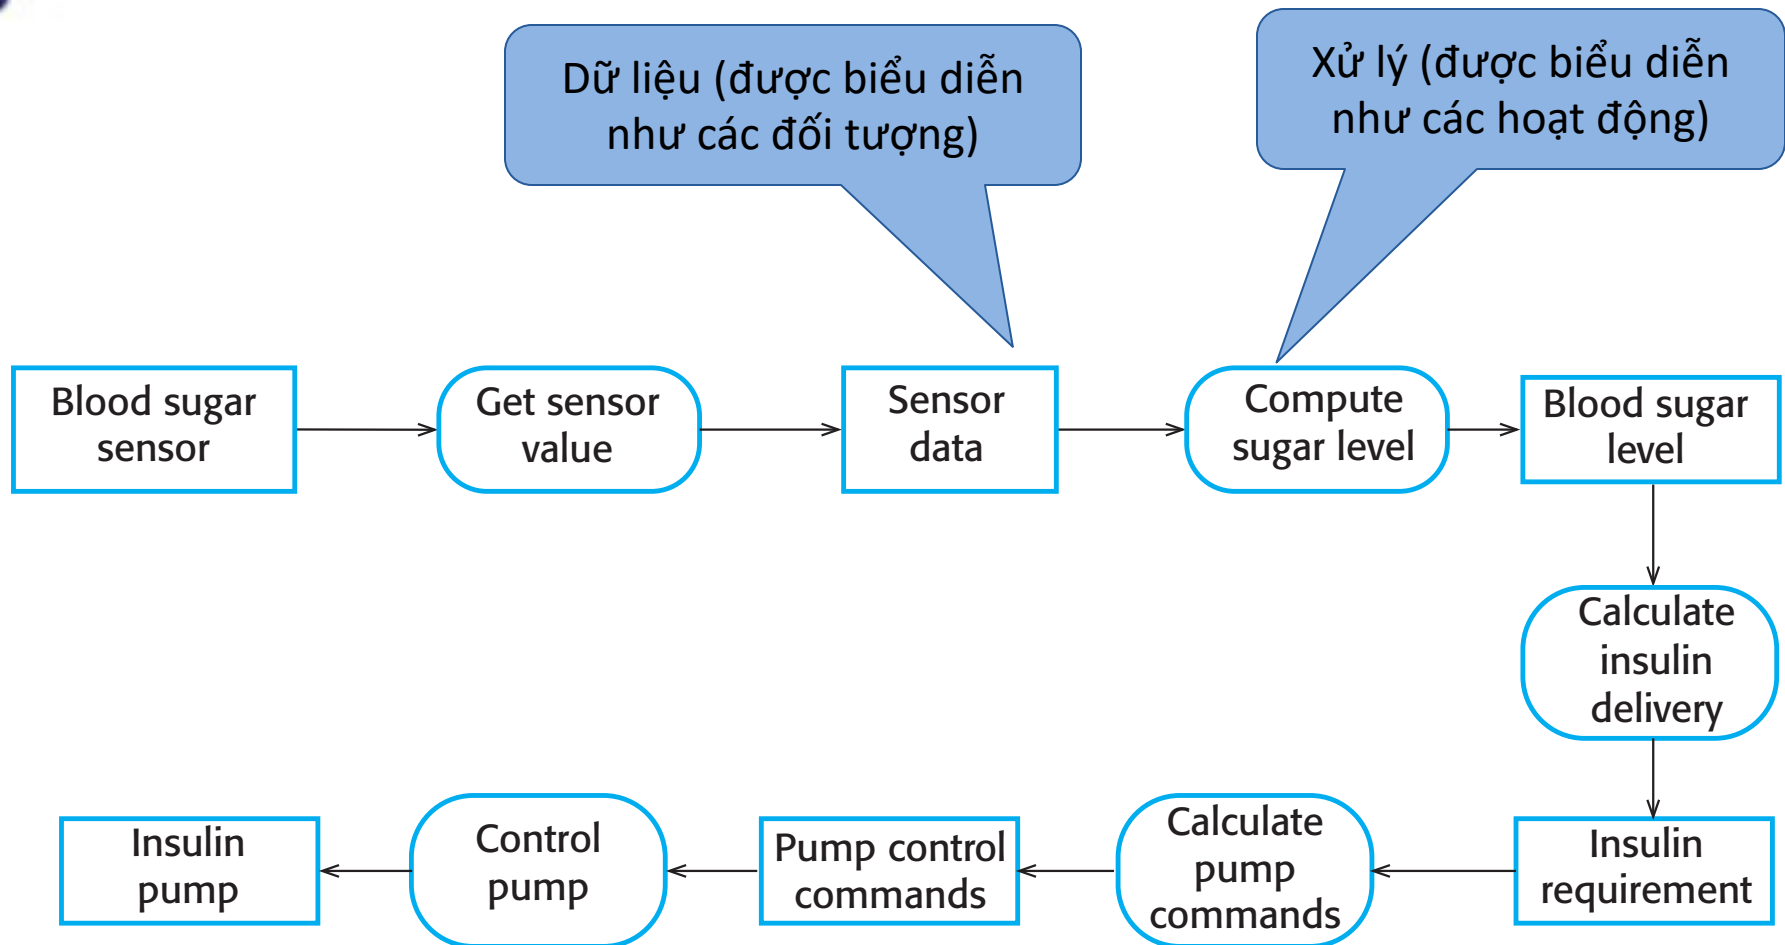 Dữ liệu (được biểu diễn
như các đối tượng)
Xử lý (được biểu diễn
như các hoạt động)
Blood sugar
sensor
Get sensor
value
Sensor
data
Compute
sugar level
Blood sugar
level
Calculate
insulin
delivery
Insulin
requirement
Calculate
pump
commands
Pump control
commands
Control
pump
Insulin
pump